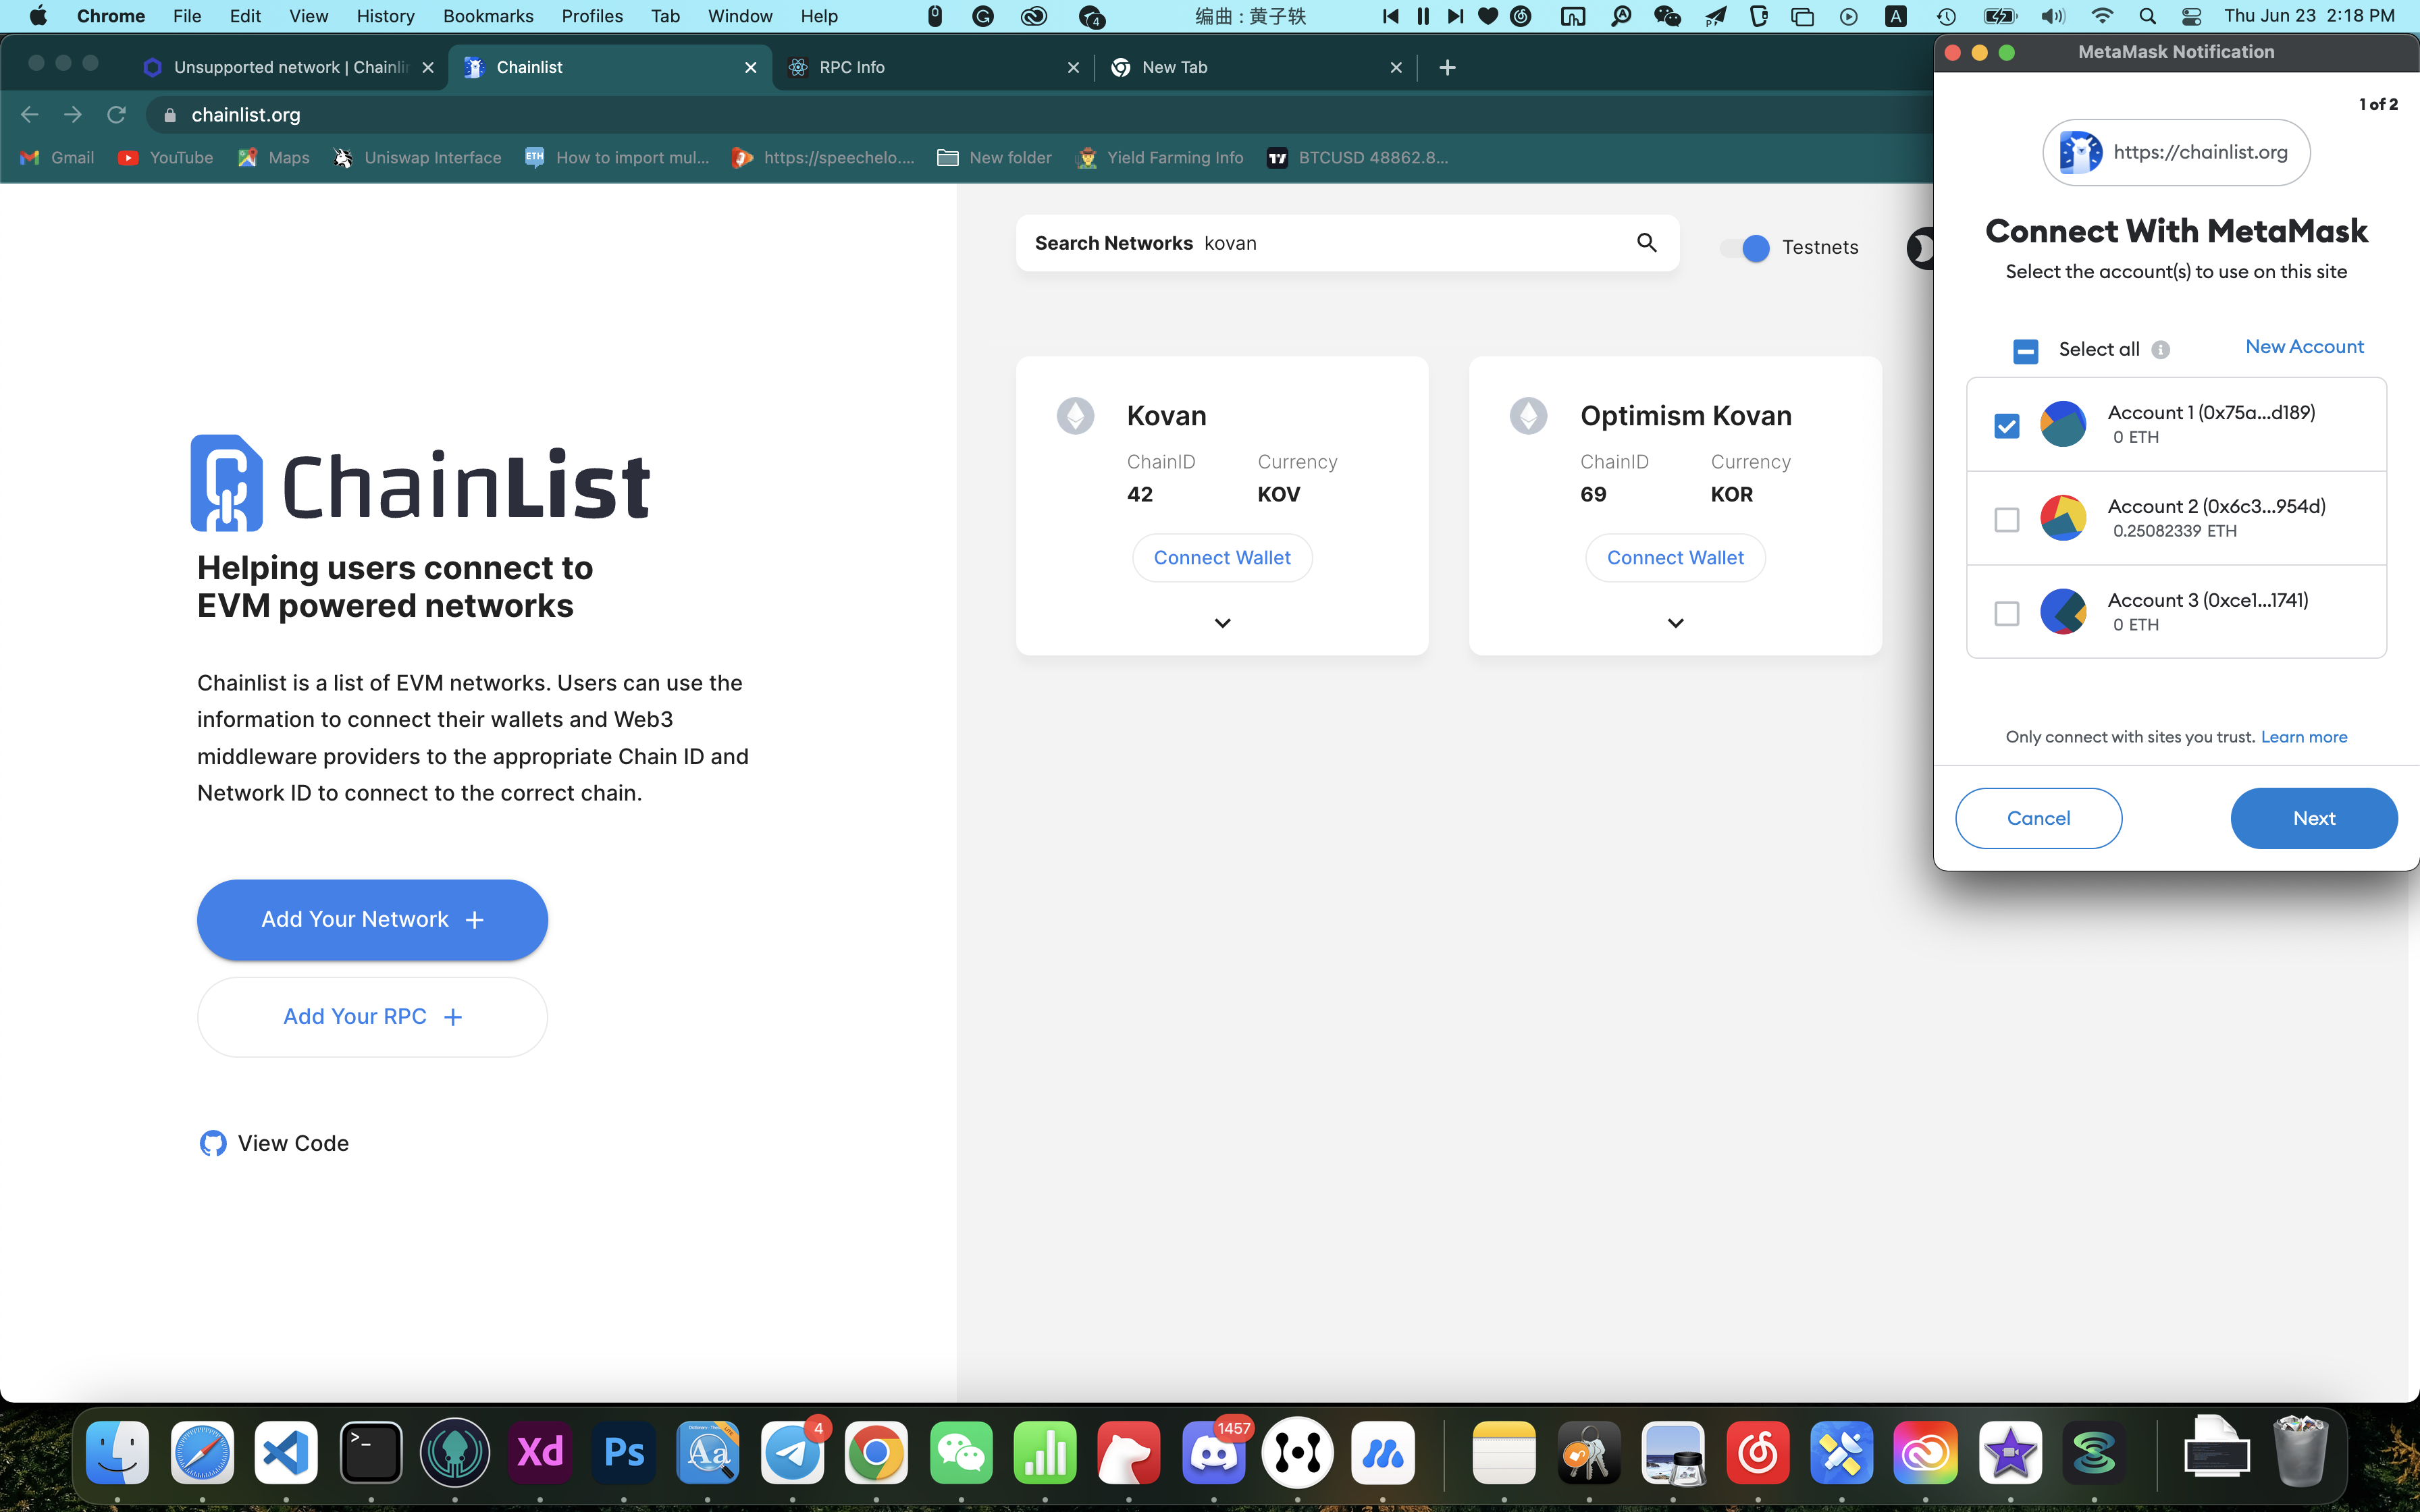 Chrome File Edit View History Bookmarks Profiles Tab Window Help
4
编曲 : 黄子轶
A
Thu Jun 23 2:18 PM
Unsupported network | Chainlin
Chainlist
RPC Info
New Tab
chainlist.org
Gmail
YouTube
Maps
Uniswap Interface
ETH
How to import mul...
https://speechelo....
New folder
Yield Farming Info
BTCUSD 48862.8...
ChainList
Helping users connect to
EVM powered networks
Chainlist is a list of EVM networks. Users can use the
information to connect their wallets and Web3
middleware providers to the appropriate Chain ID and
Network ID to connect to the correct chain.
Add Your Network +
Add Your RPC +
View Code
Search Networks kovan
Testnets
Kovan
ChainID Currency
42 KOV
Connect Wallet
Optimism Kovan
ChainID Currency
69 KOR
Connect Wallet
MetaMask Notification
1 of 2
https://chainlist.org
Connect With MetaMask
Select the account(s) to use on this site
Select all
New Account
Account 1 (0x75a...d189)
0 ETH
Account 2 (0x6c3...954d)
0.25082339 ETH
Account 3 (0xce1...1741)
0 ETH
Only connect with sites you trust. Learn more
Cancel
Next
>_
Xd
Ps
Aa
4
1457